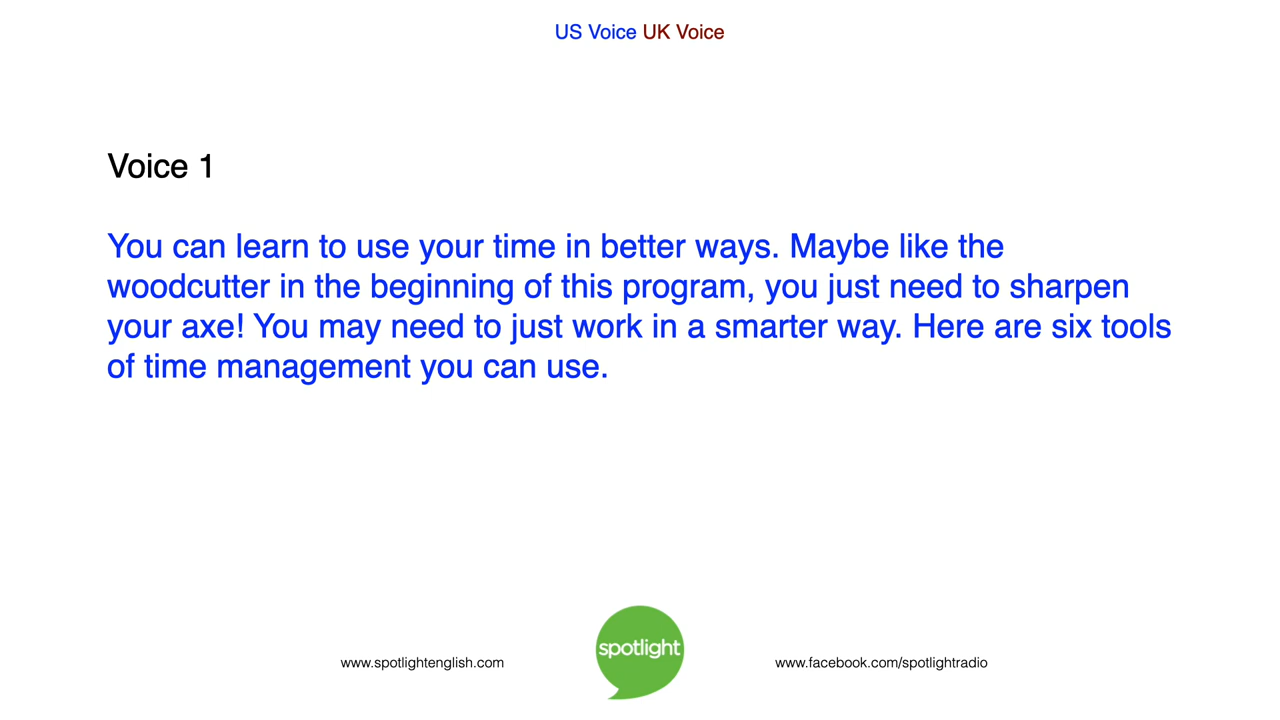 US Voice UK Voice
Voice 1
You can learn to use your time in better ways. Maybe like the
woodcutter in the beginning of this program, you just need to sharpen
your axe! You may need to just work in a smarter way. Here are six tools
of time management you can use.
www.spotlightenglish.com
spotlight
www.facebook.com/spotlightradio